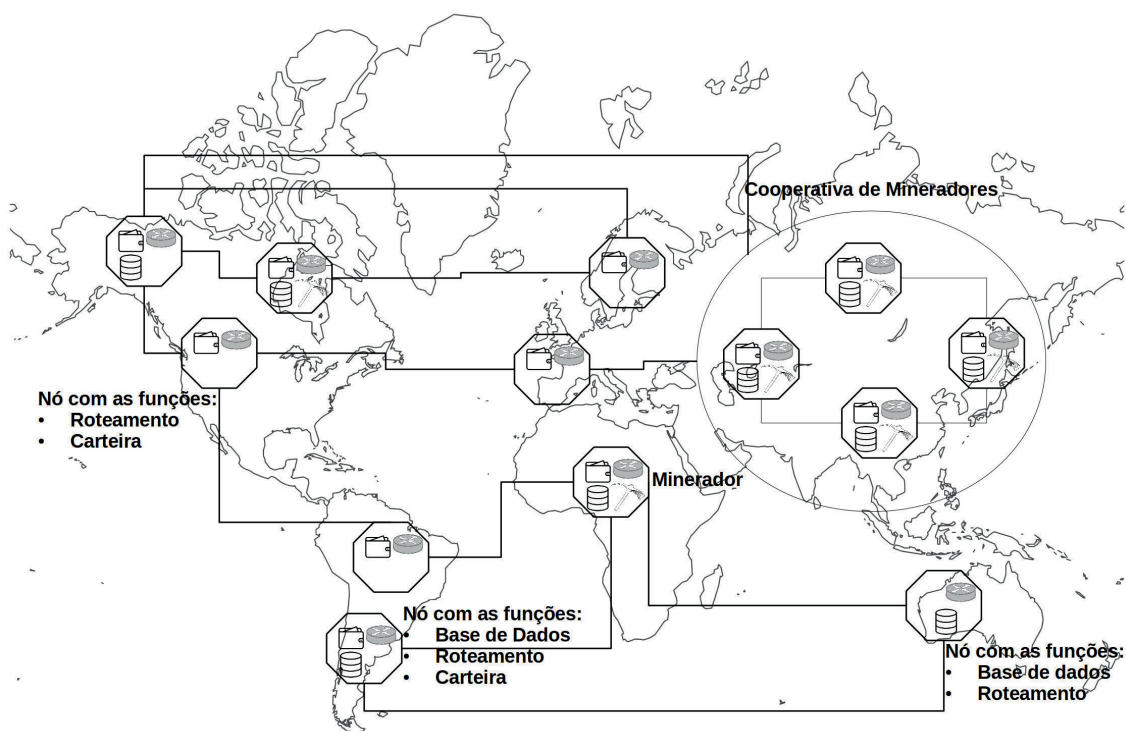 Cooperativa de Mineradores
Nó com as funções:
• Roteamento
• Carteira
Minerador
Nó com as funções:
• Base de Dados
• Roteamento
• Carteira
Nó com as funções:
• Base de dados
• Roteamento